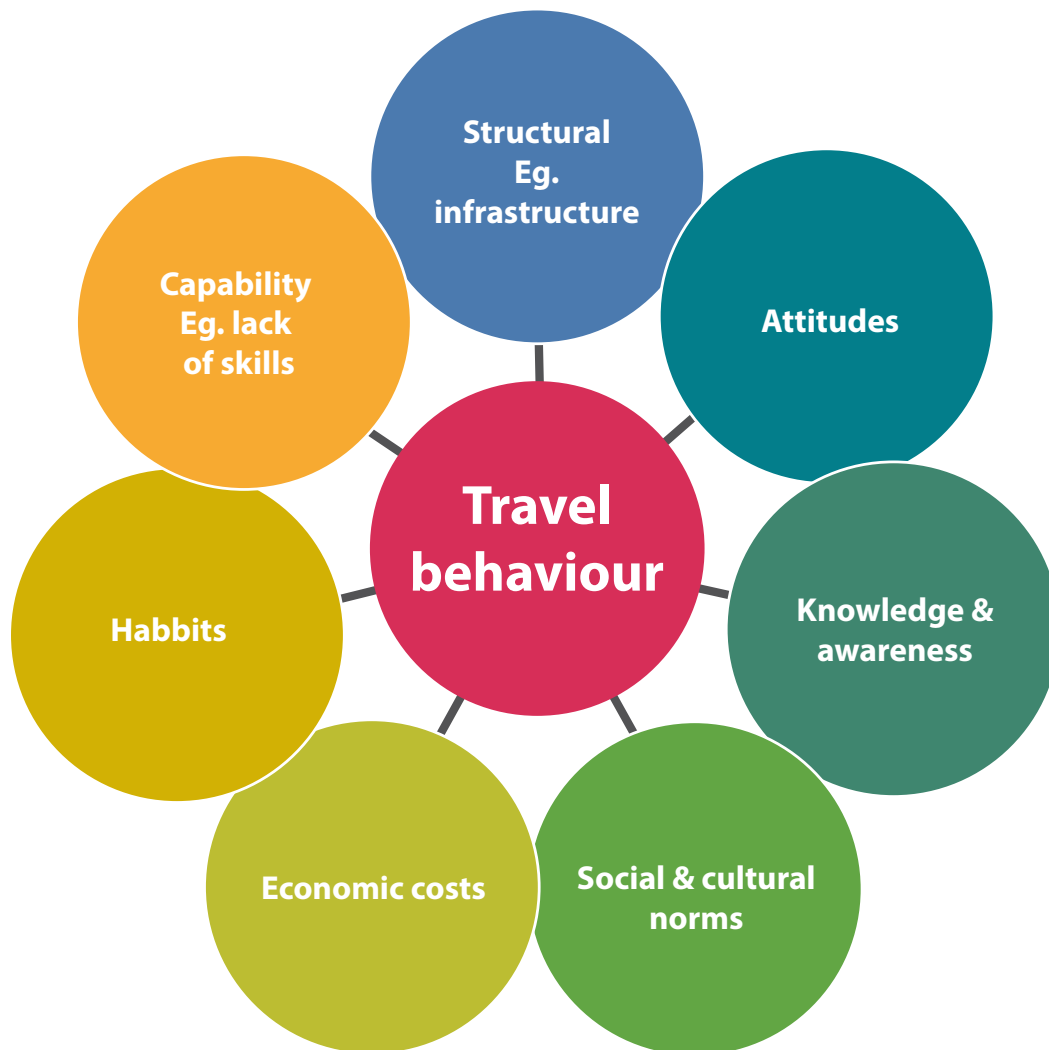 Structural
Eg.
infrastructure
Attitudes
Capability
Eg. lack
of skills
Travel
behaviour
Knowledge &
awareness
Habbits
Social & cultural
norms
Economic costs